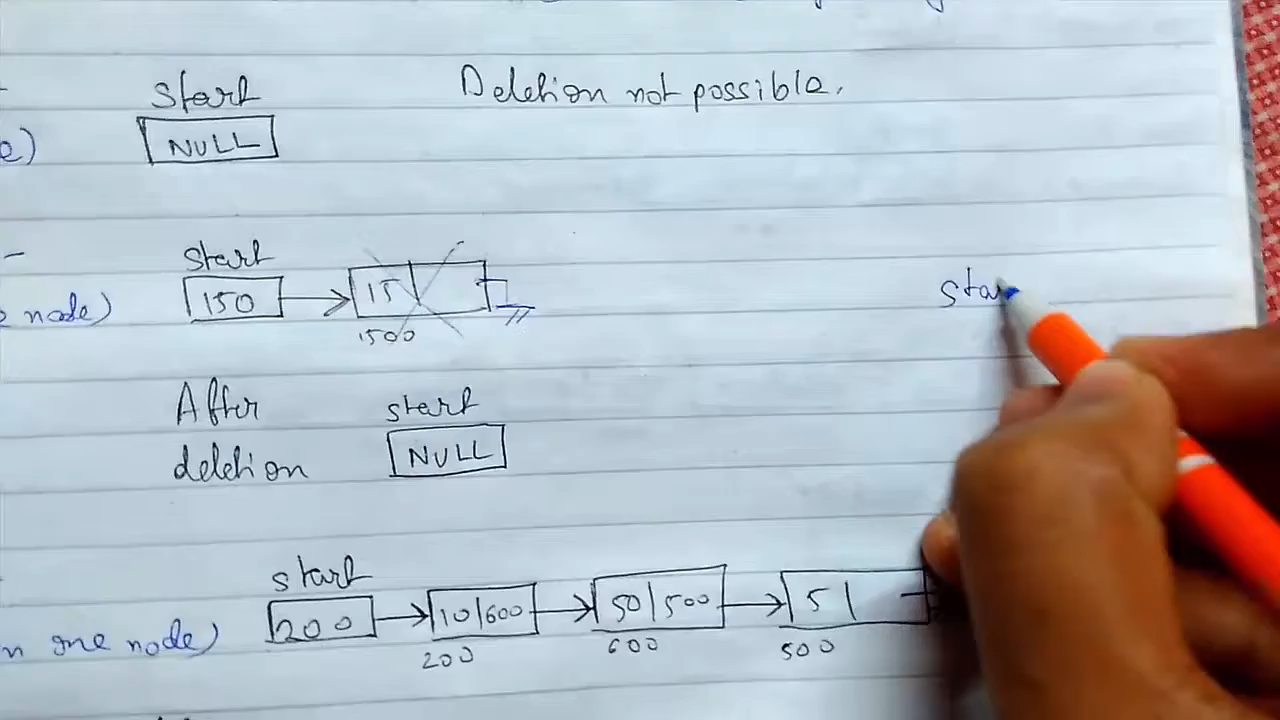 start Deletion not possible.
e) NULL
start
e node) 150 15
1500
sta
After start
deletion NULL
start
n one node) 200 10 600 50 500 5
200 600 500